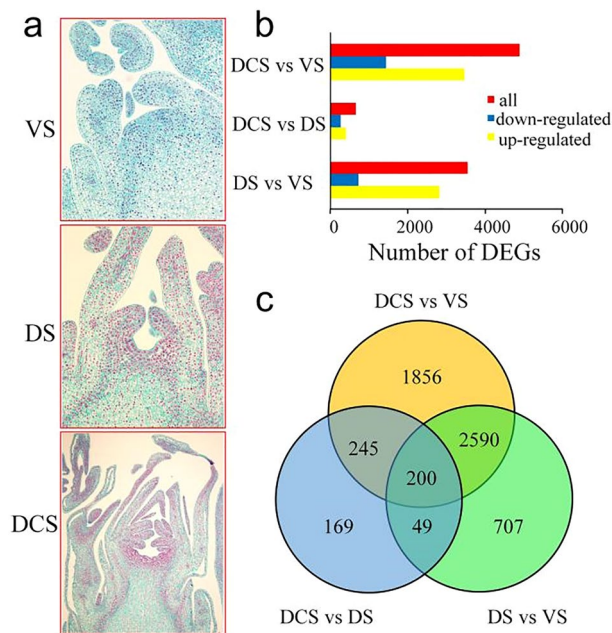 a
VS
DS
DCS
b
DCS vs VS
DCS vs DS
DS vs VS
all
down-regulated
up-regulated
0
2000
4000
6000
Number of DEGs
c
DCS vs VS
1856
245
2590
200
169
49
707
DCS vs DS
DS vs VS